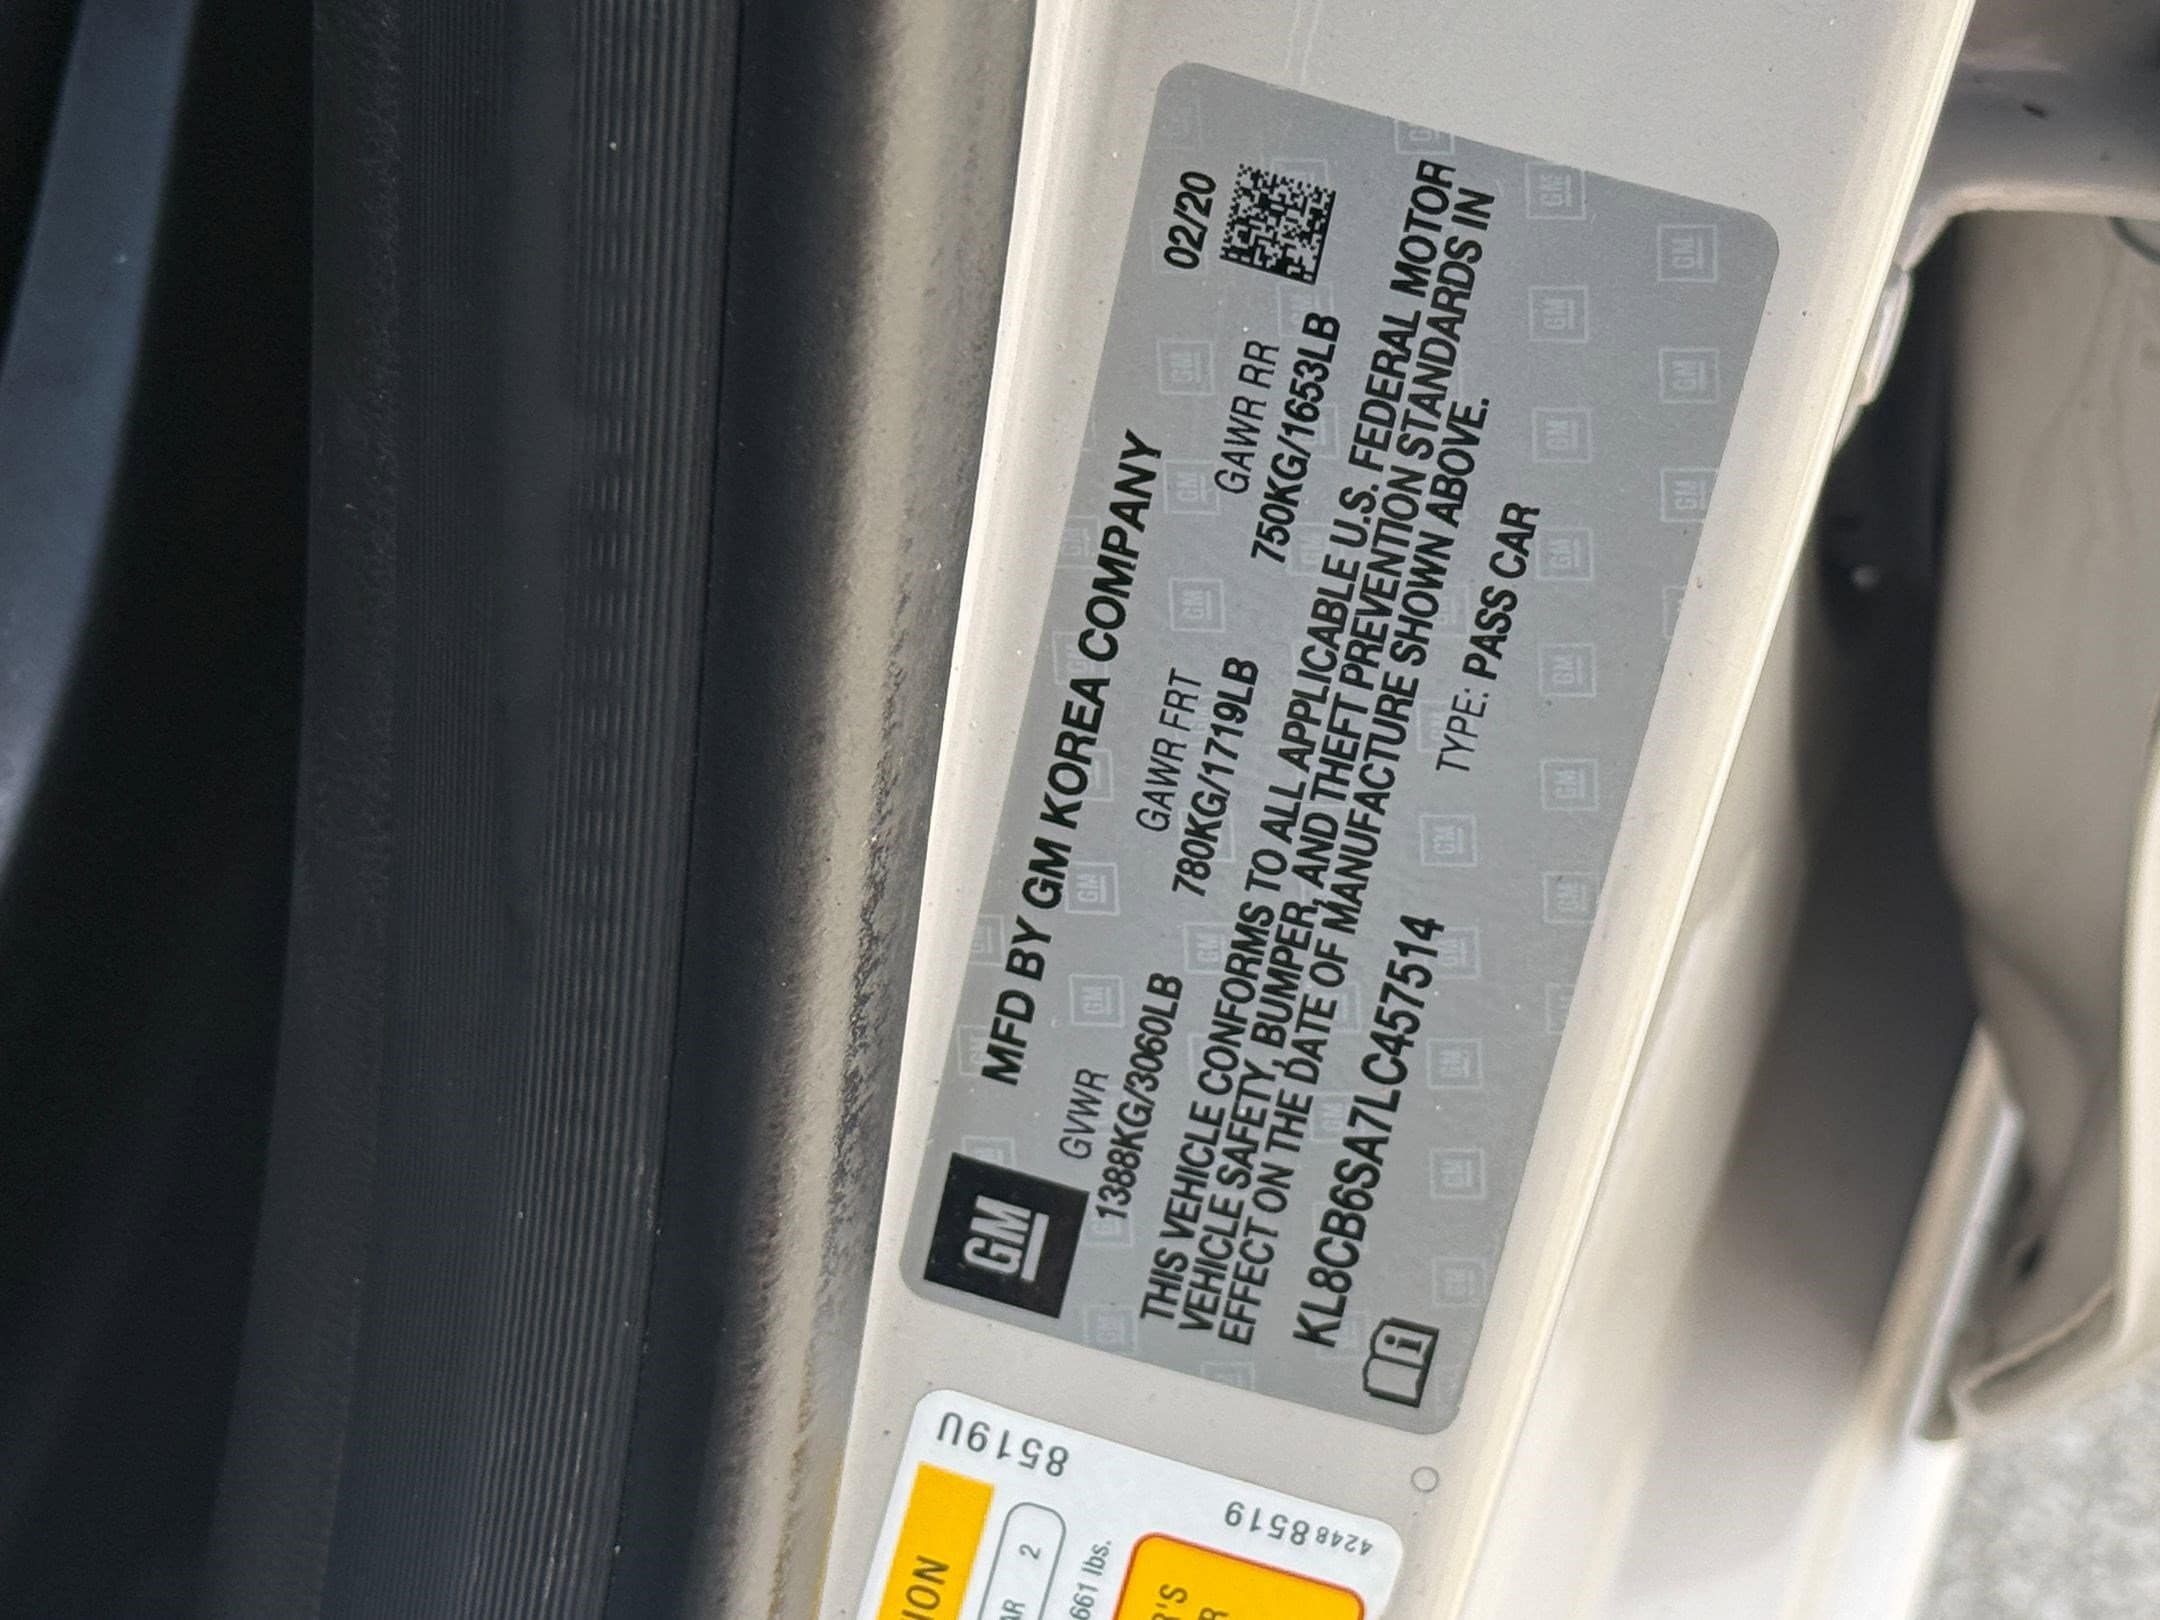 GM
MFD BY GM KOREA COMPANY
02/20
GVWR
GAWR FRT
GAWR RR
1388KG/3060LB
780KG/1719LB
750KG/1653LB
THIS VEHICLE CONFORMS TO ALL APPLICABLE U.S. FEDERAL MOTOR
VEHICLE SAFETY, BUMPER, AND THEFT PREVENTION STANDARDS IN
EFFECT ON THE DATE OF MANUFACTURE SHOWN ABOVE.
KL8CB6SA7LC457514
TYPE: PASS CAR
i
8519U
42488519
2
661 lbs.